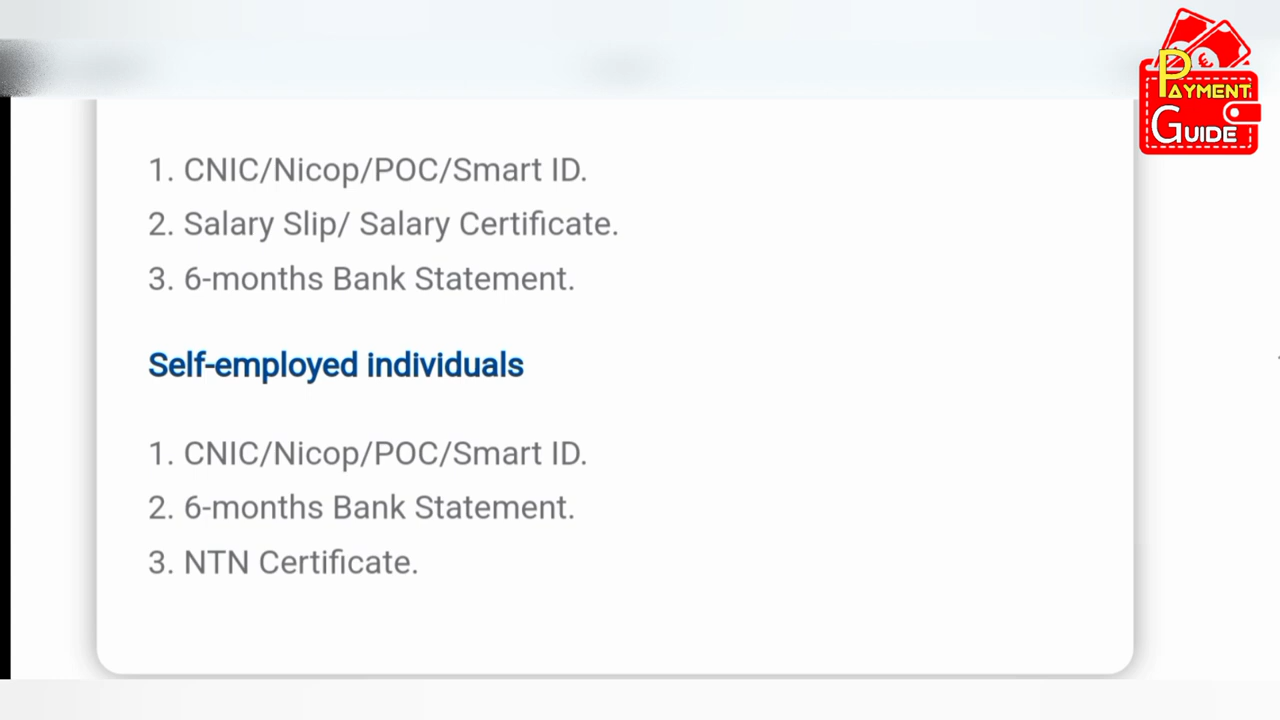 PAYMENT
GUIDE
1. CNIC/Nicop/POC/Smart ID.
2. Salary Slip/ Salary Certificate.
3. 6-months Bank Statement.
Self-employed individuals
1. CNIC/Nicop/POC/Smart ID.
2. 6-months Bank Statement.
3. NTN Certificate.